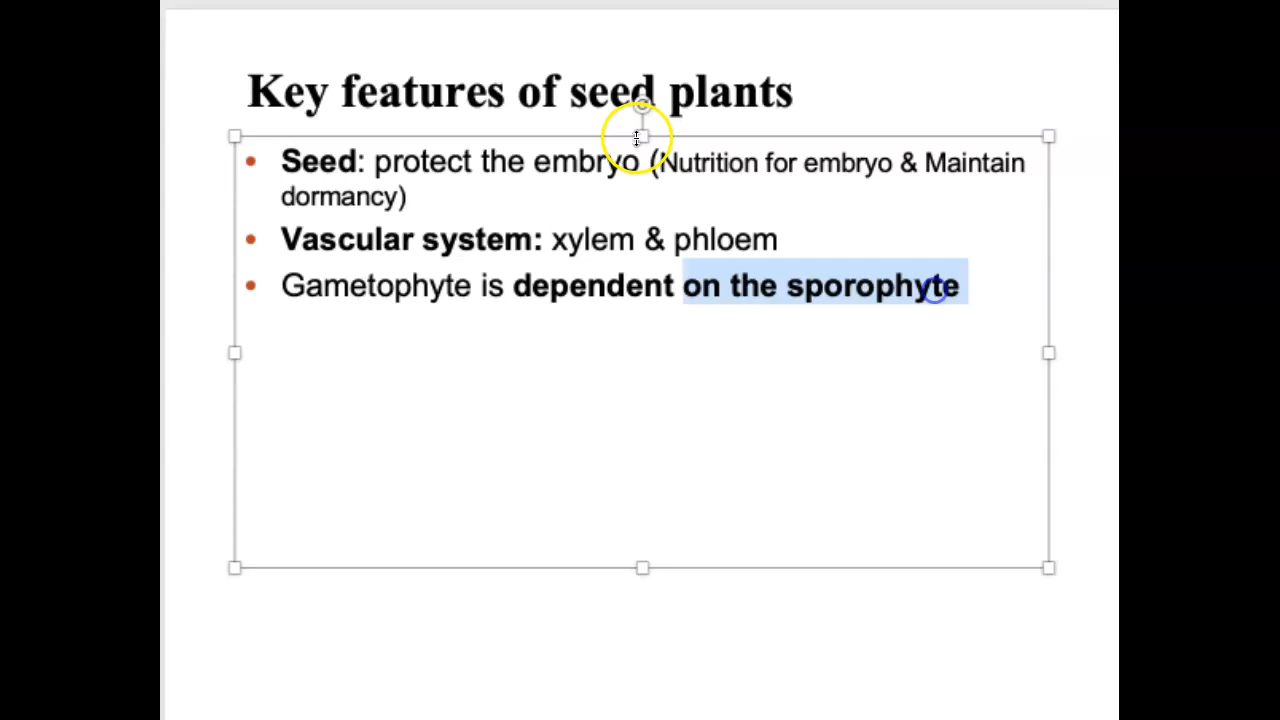 Key features of seed plants
• Seed: protect the embryo (Nutrition for embryo & Maintain
dormancy)
• Vascular system: xylem & phloem
• Gametophyte is dependent on the sporophyte